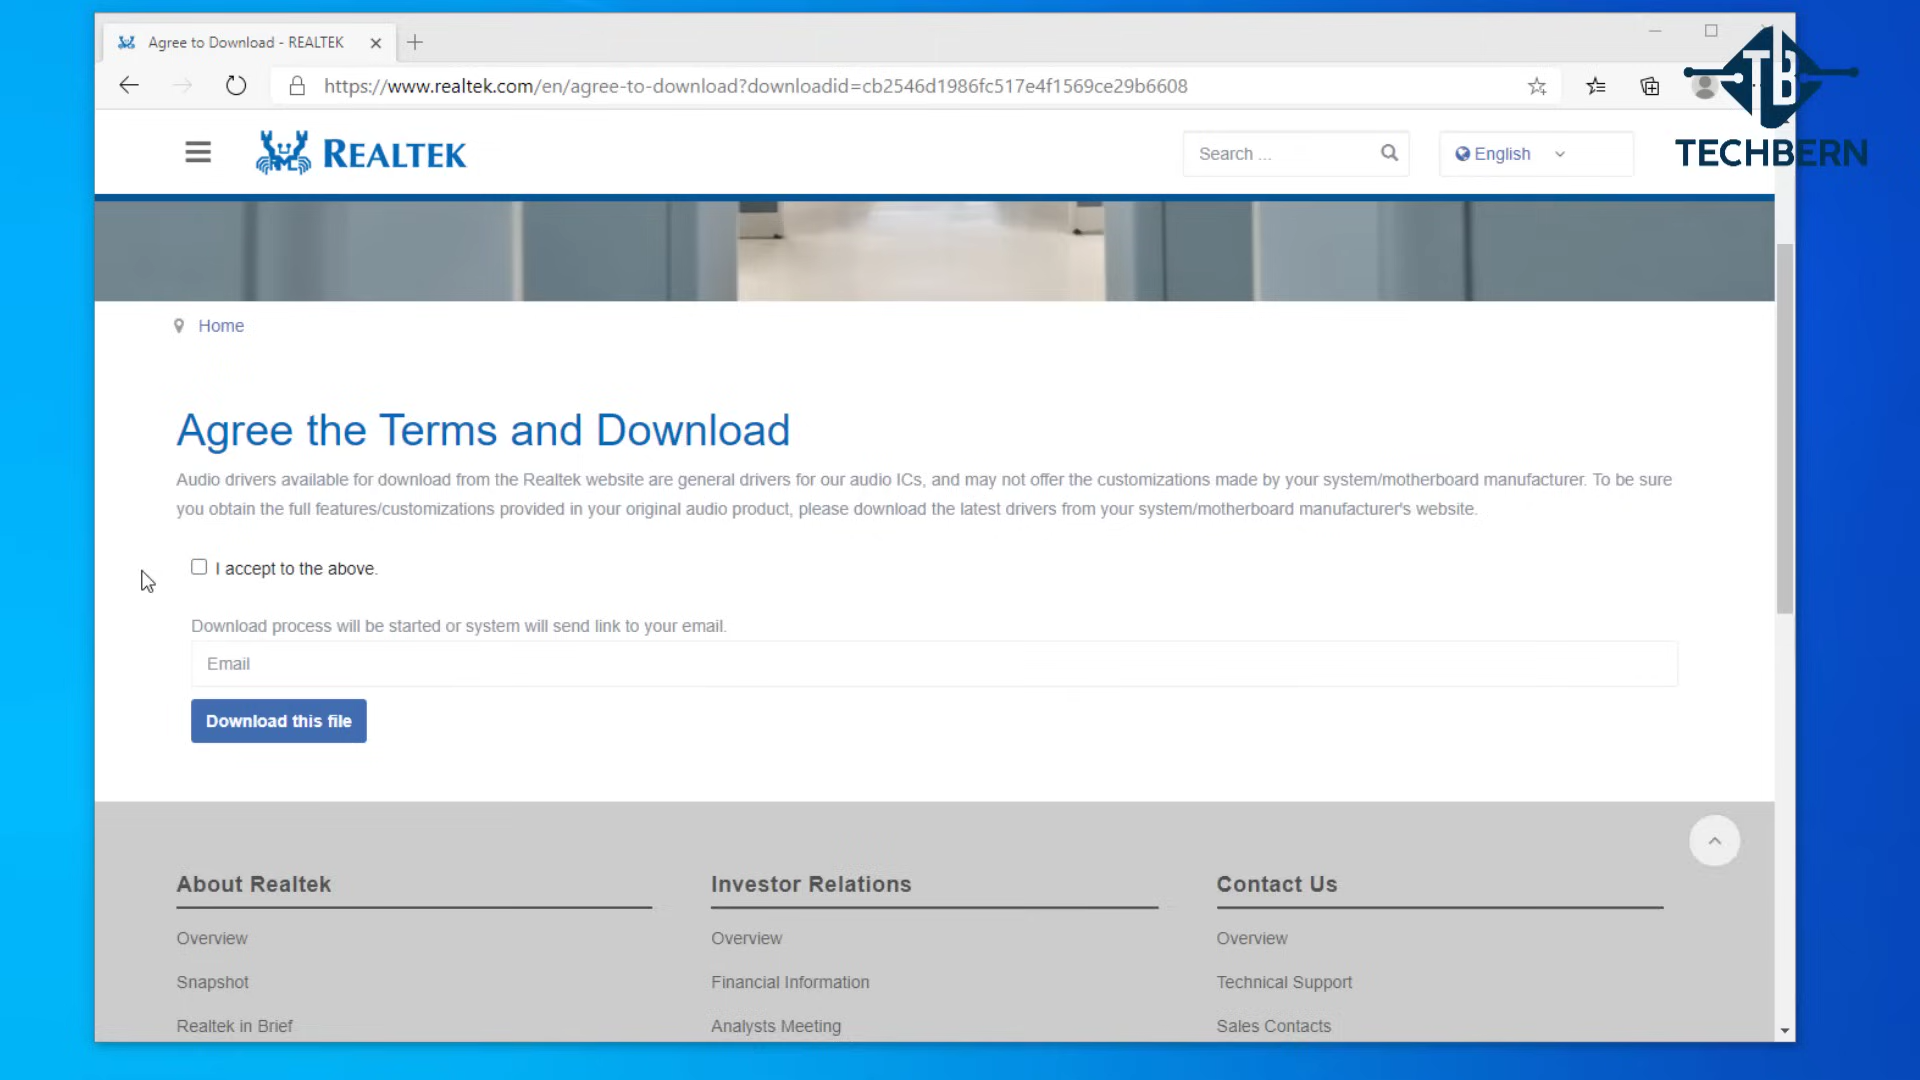 Agree to Download - REALTEK
https://www.realtek.com/en/agree-to-download?downloadid=cb2546d1986fc517e4f1569ce29b6608
TB
TECHBERN
REALTEK
Search ...
English
Home
Agree the Terms and Download
Audio drivers available for download from the Realtek website are general drivers for our audio ICs, and may not offer the customizations made by your system/motherboard manufacturer. To be sure
you obtain the full features/customizations provided in your original audio product, please download the latest drivers from your system/motherboard manufacturer's website.
I accept to the above.
Download process will be started or system will send link to your email.
Email
Download this file
About Realtek
Overview
Snapshot
Realtek in Brief
Investor Relations
Overview
Financial Information
Analysts Meeting
Contact Us
Overview
Technical Support
Sales Contacts